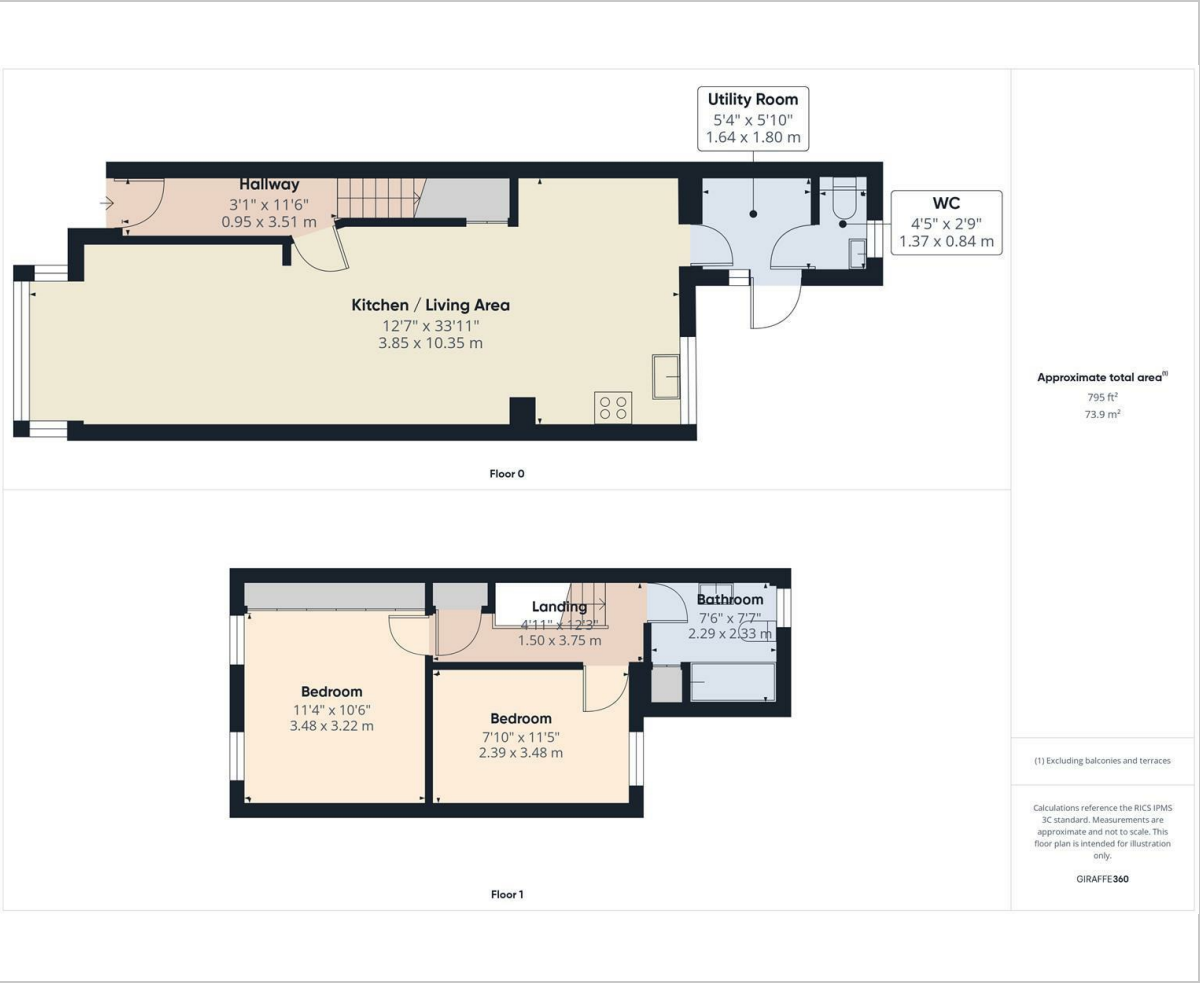 Utility Room
5'4" x 5'10"
1.64 x 1.80 m
Hallway
3'1" x 11'6"
0.95 x 3.51 m
WC
4'5" x 2'9"
1.37 x 0.84 m
Kitchen / Living Area
12'7" x 33'11"
3.85 x 10.35 m
Floor 0
Landing
4'11" x 12'3"
1.50 x 3.75 m
Bathroom
7'6" x 7'7"
2.29 x 2.33 m
Bedroom
11'4" x 10'6"
3.48 x 3.22 m
Bedroom
7'10" x 11'5"
2.39 x 3.48 m
Floor 1
Approximate total area(1)
795 ft²
73.9 m²
(1) Excluding balconies and terraces
Calculations reference the RICS IPMS
3C standard. Measurements are
approximate and not to scale. This
floor plan is intended for illustration
only.
GIRAFFE360